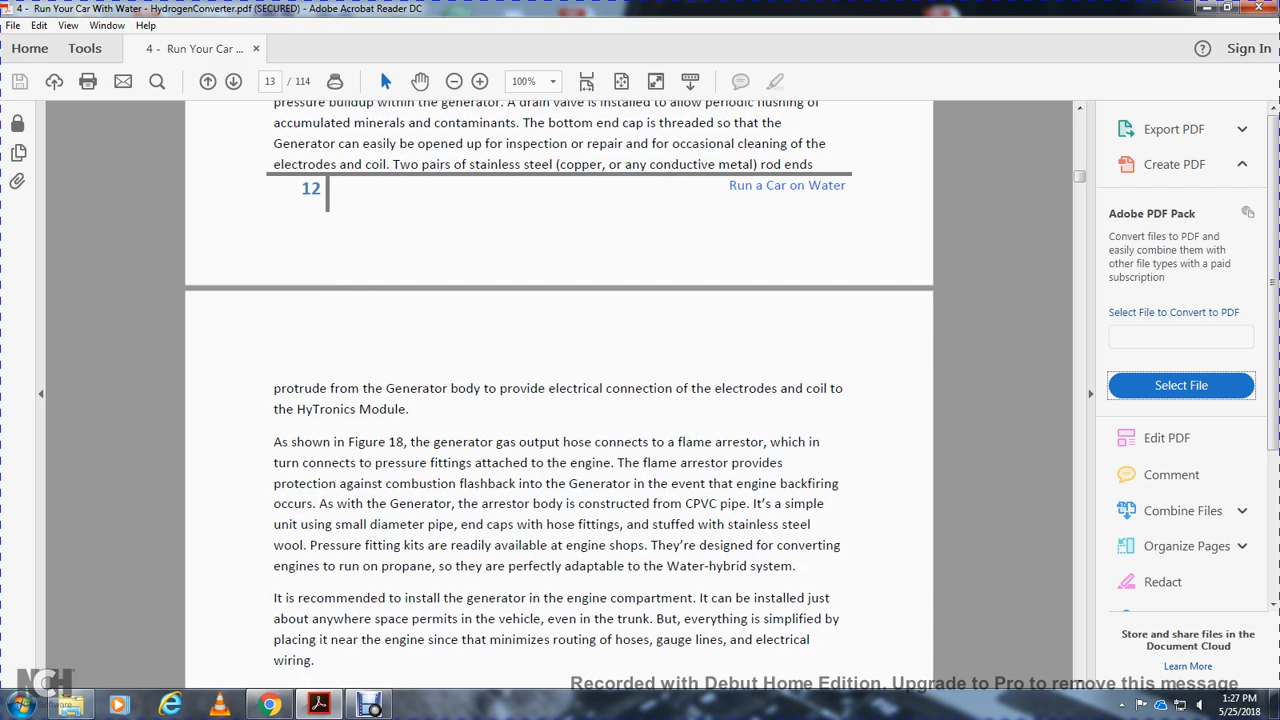 4 - Run Your Car With Water - HydrogenConverter.pdf (SECURED) - Adobe Acrobat Reader DC
File Edit View Window Help
Home Tools 4 - Run Your Car ... × Sign In
13 / 114 100%
pressure buildup within the generator. A drain valve is installed to allow periodic flushing of
accumulated minerals and contaminants. The bottom end cap is threaded so that the
Generator can easily be opened up for inspection or repair and for occasional cleaning of the
electrodes and coil. Two pairs of stainless steel (copper, or any conductive metal) rod ends
12 Run a Car on Water
protrude from the Generator body to provide electrical connection of the electrodes and coil to
the HyTronics Module.
As shown in Figure 18, the generator gas output hose connects to a flame arrestor, which in
turn connects to pressure fittings attached to the engine. The flame arrestor provides
protection against combustion flashback into the Generator in the event that engine backfiring
occurs. As with the Generator, the arrestor body is constructed from CPVC pipe. It's a simple
unit using small diameter pipe, end caps with hose fittings, and stuffed with stainless steel
wool. Pressure fitting kits are readily available at engine shops. They're designed for converting
engines to run on propane, so they are perfectly adaptable to the Water-hybrid system.
It is recommended to install the generator in the engine compartment. It can be installed just
about anywhere space permits in the vehicle, even in the trunk. But, everything is simplified by
placing it near the engine since that minimizes routing of hoses, gauge lines, and electrical
wiring.
Export PDF
Create PDF
Adobe PDF Pack
Convert files to PDF and
easily combine them with
other file types with a paid
subscription
Select File to Convert to PDF
Select File
Edit PDF
Comment
Combine Files
Organize Pages
Redact
Store and share files in the
Document Cloud
Learn More
NCH
Software
Recorded with Debut Home Edition. Upgrade to Pro to remove this message
1:27 PM
5/25/2018